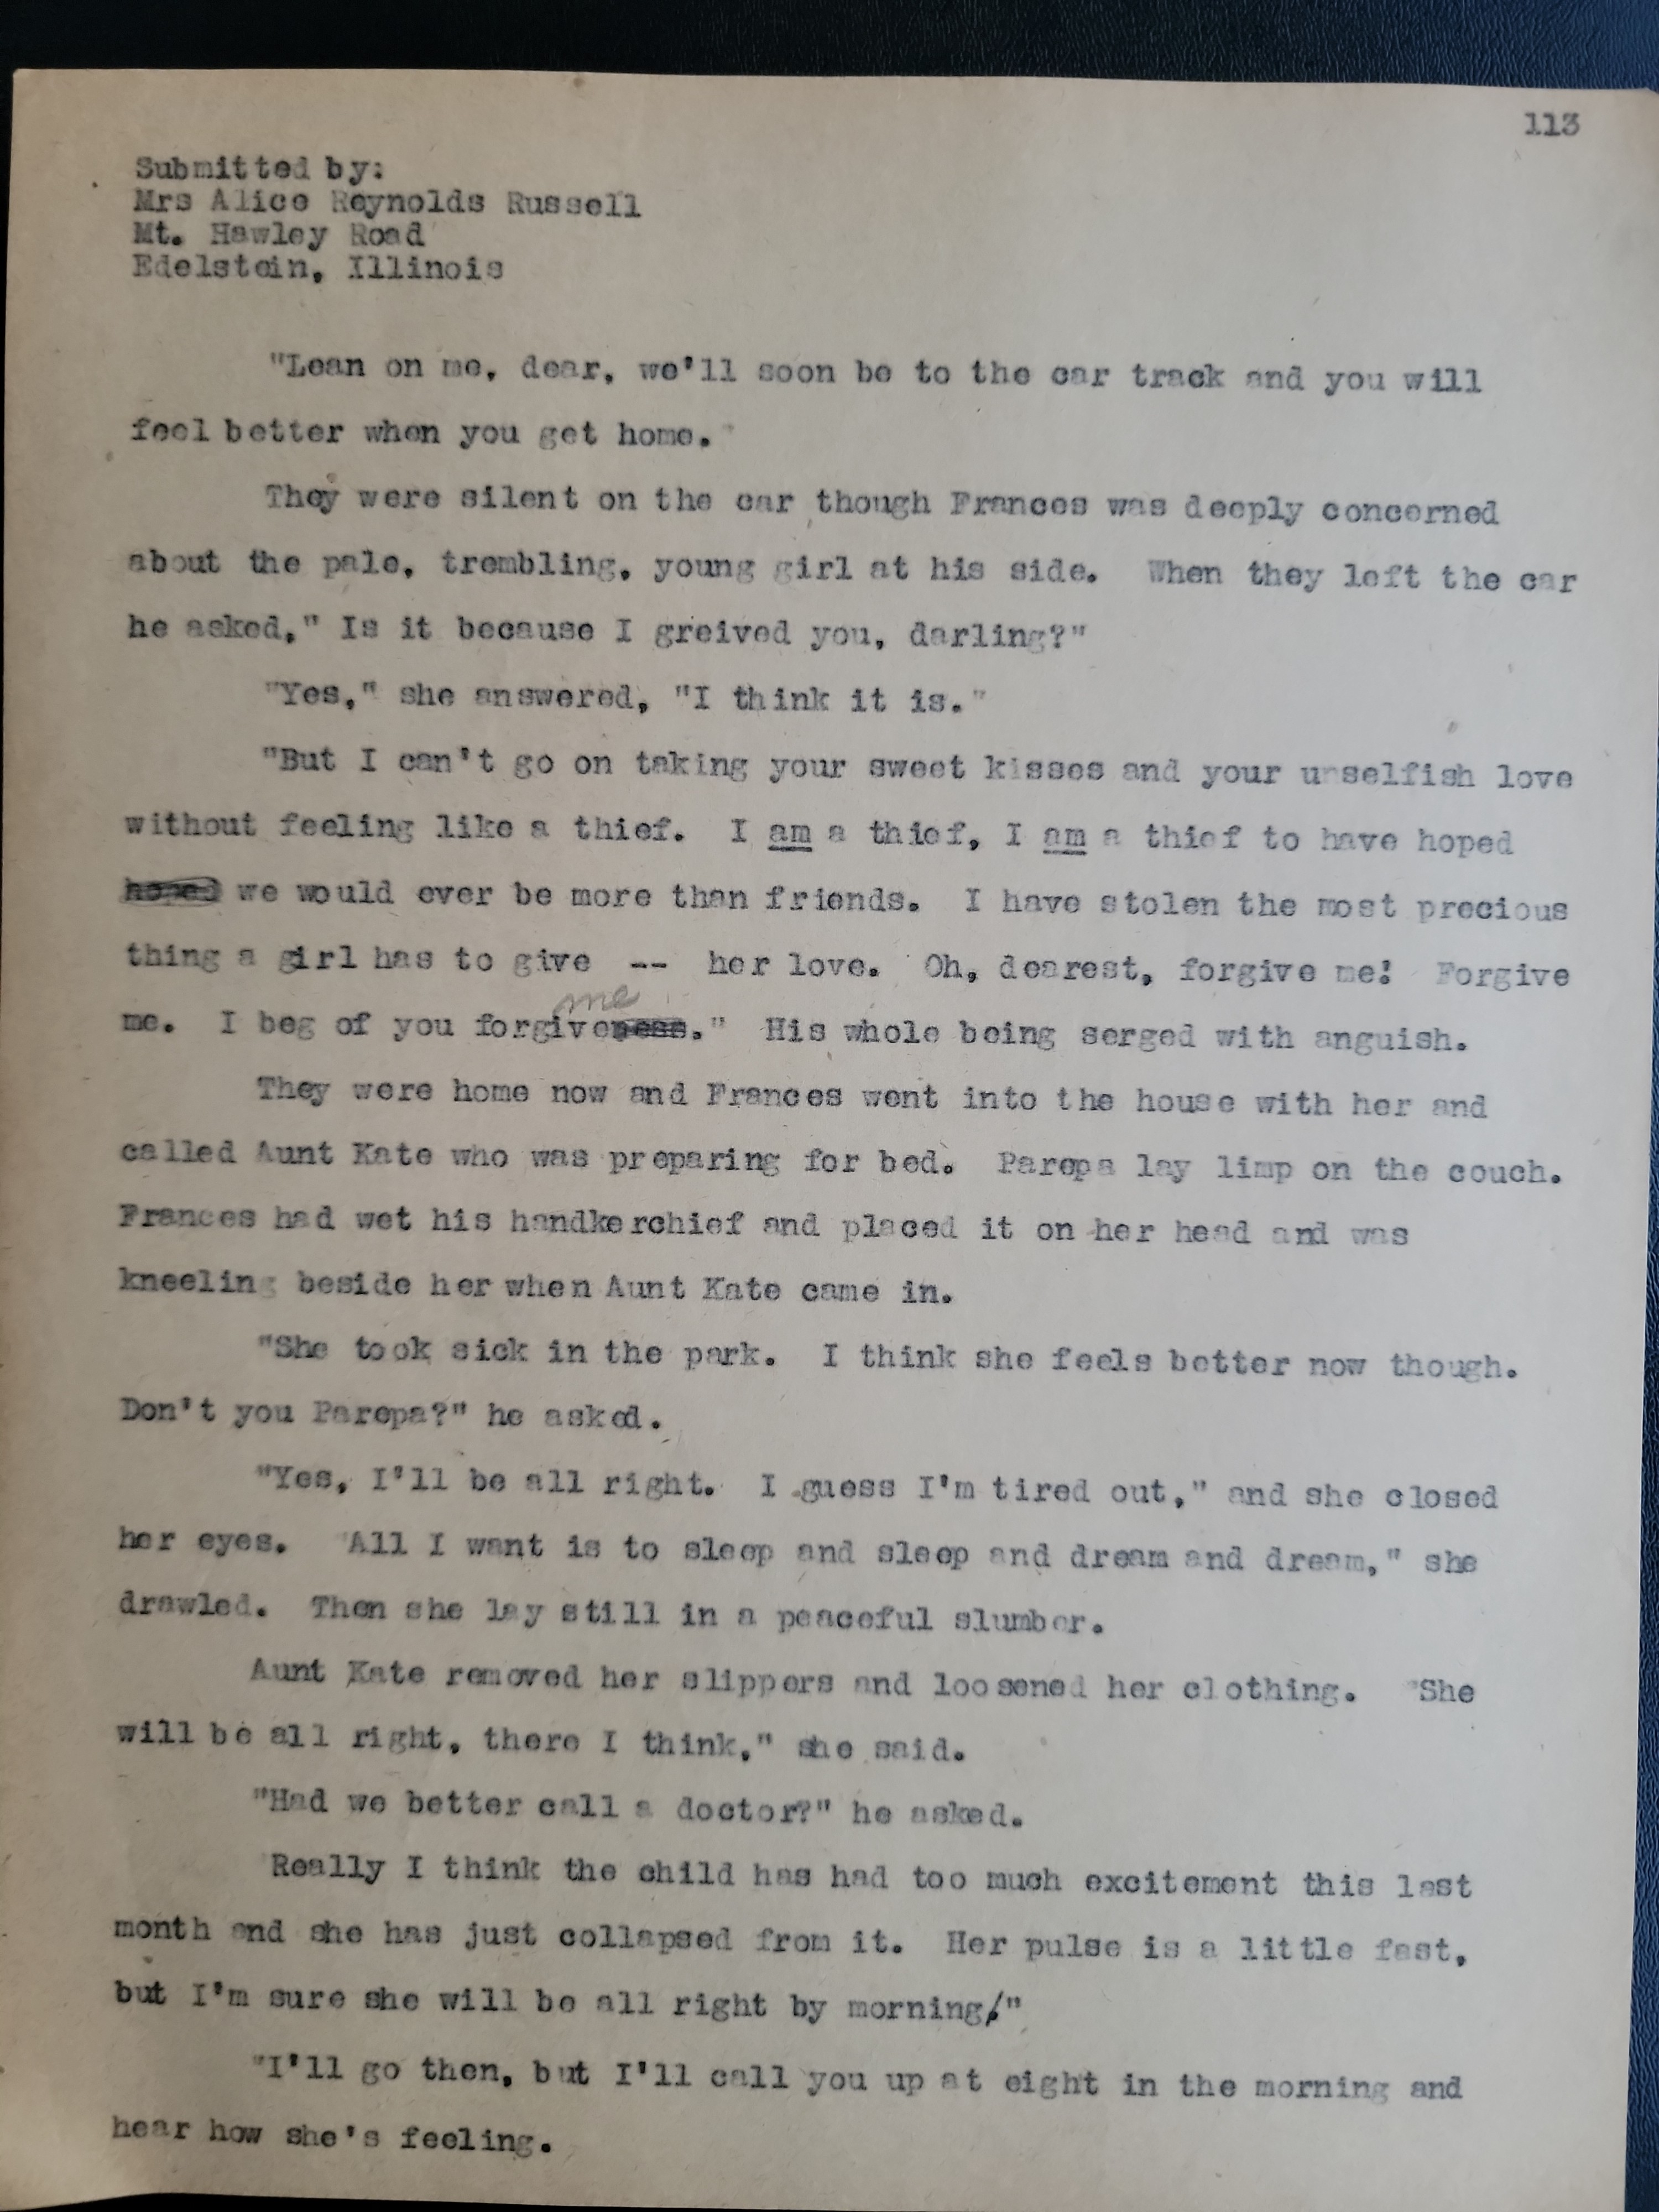 113
Submitted by:
Mrs Alice Reynolds Russell
Mt. Hawley Road
Edelstein, Illinois
"Lean on me, dear, we'll soon be to the car track and you will
feel better when you get home."
They were silent on the car though Frances was deeply concerned
about the pale, trembling, young girl at his side. When they left the car
he asked," Is it because I greived you, darling?"
"Yes," she answered, "I think it is."
"But I can't go on taking your sweet kisses and your unselfish love
without feeling like a thief. I am a thief, I am a thief to have hoped
hoped we would ever be more than friends. I have stolen the most precious
thing a girl has to give -- her love. Oh, dearest, forgive me! Forgive
me
me. I beg of you forgiveness." His whole being serged with anguish.
They were home now and Frances went into the house with her and
called Aunt Kate who was preparing for bed. Parepa lay limp on the couch.
Frances had wet his handkerchief and placed it on her head and was
kneeling beside her when Aunt Kate came in.
"She took sick in the park. I think she feels better now though.
Don't you Parepa?" he asked.
"Yes, I'll be all right. I guess I'm tired out," and she closed
her eyes. "All I want is to sleep and sleep and dream and dream," she
drawled. Then she lay still in a peaceful slumber.
Aunt Kate removed her slippers and loosened her clothing. "She
will be all right, there I think," she said.
"Had we better call a doctor?" he asked.
"Really I think the child has had too much excitement this last
month and she has just collapsed from it. Her pulse is a little fast,
but I'm sure she will be all right by morning!"
"I'll go then, but I'll call you up at eight in the morning and
hear how she's feeling.